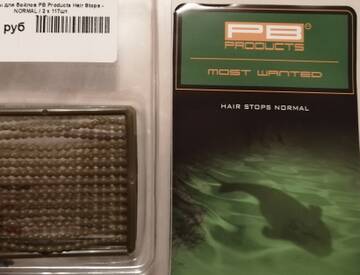 для бойлов PB Products Hair Stops -
NORMAL / 2 x 117шт.
руб
PB
PRODUCTS
MOST WANTED
HAIR STOPS NORMAL